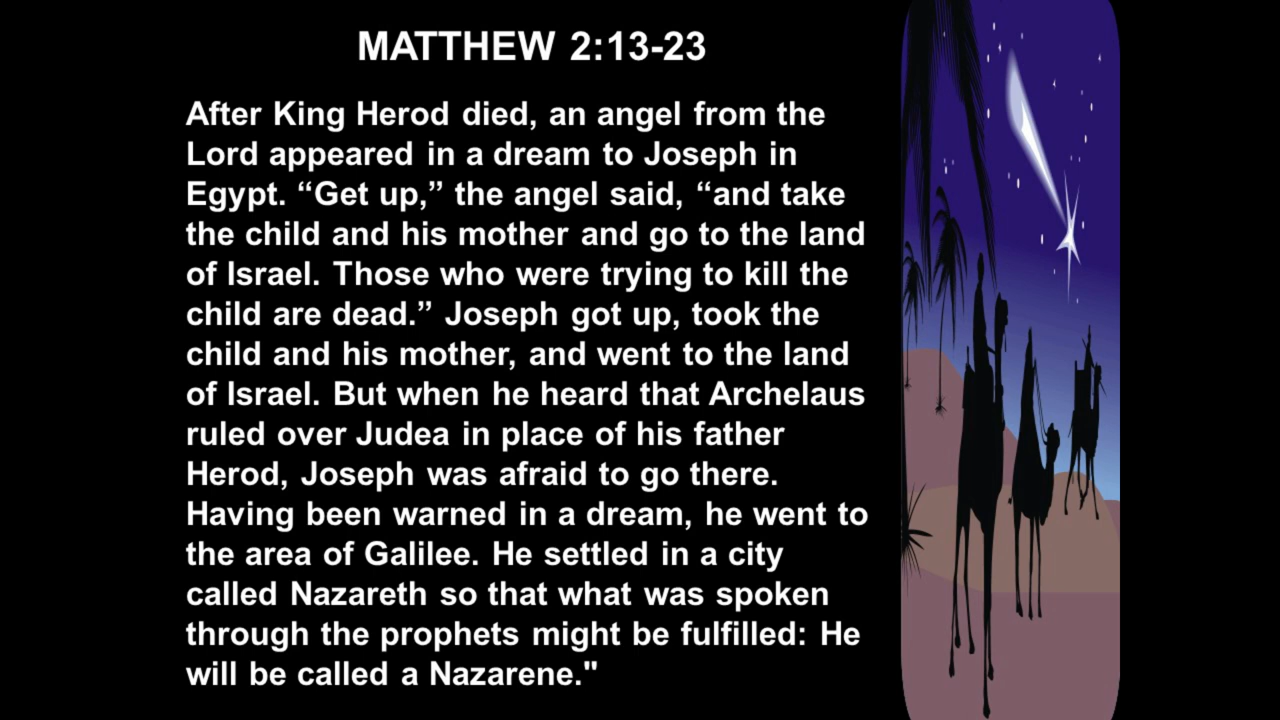 MATTHEW 2:13-23
After King Herod died, an angel from the
Lord appeared in a dream to Joseph in
Egypt. “Get up,” the angel said, “and take
the child and his mother and go to the land
of Israel. Those who were trying to kill the
child are dead.” Joseph got up, took the
child and his mother, and went to the land
of Israel. But when he heard that Archelaus
ruled over Judea in place of his father
Herod, Joseph was afraid to go there.
Having been warned in a dream, he went to
the area of Galilee. He settled in a city
called Nazareth so that what was spoken
through the prophets might be fulfilled: He
will be called a Nazarene."